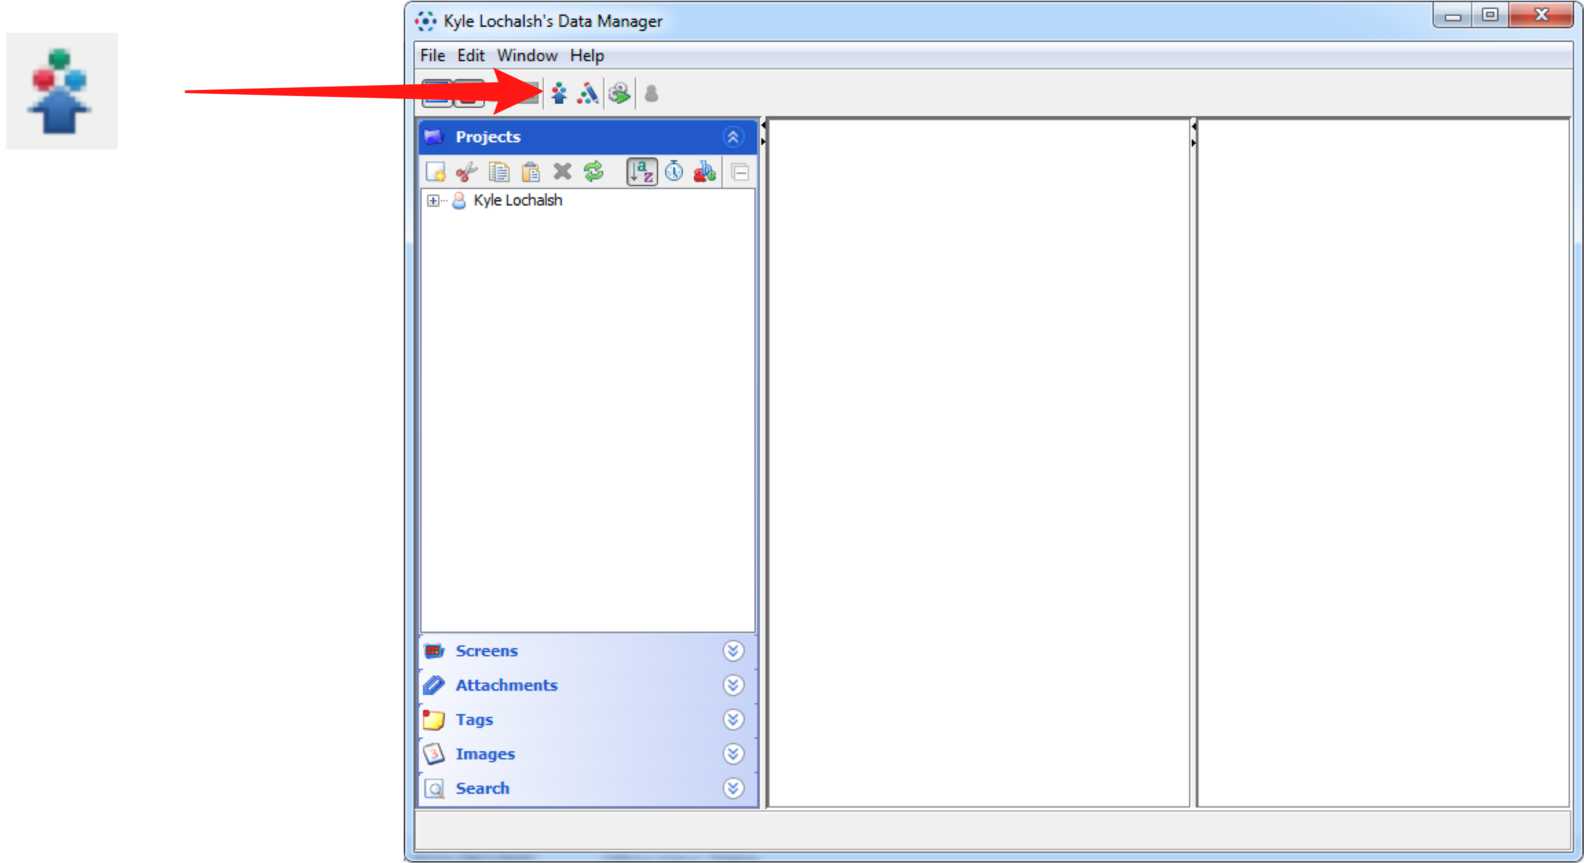 Kyle Lochalsh's Data Manager
File Edit Window Help
Projects
Kyle Lochalsh
Screens
Attachments
Tags
Images
Search